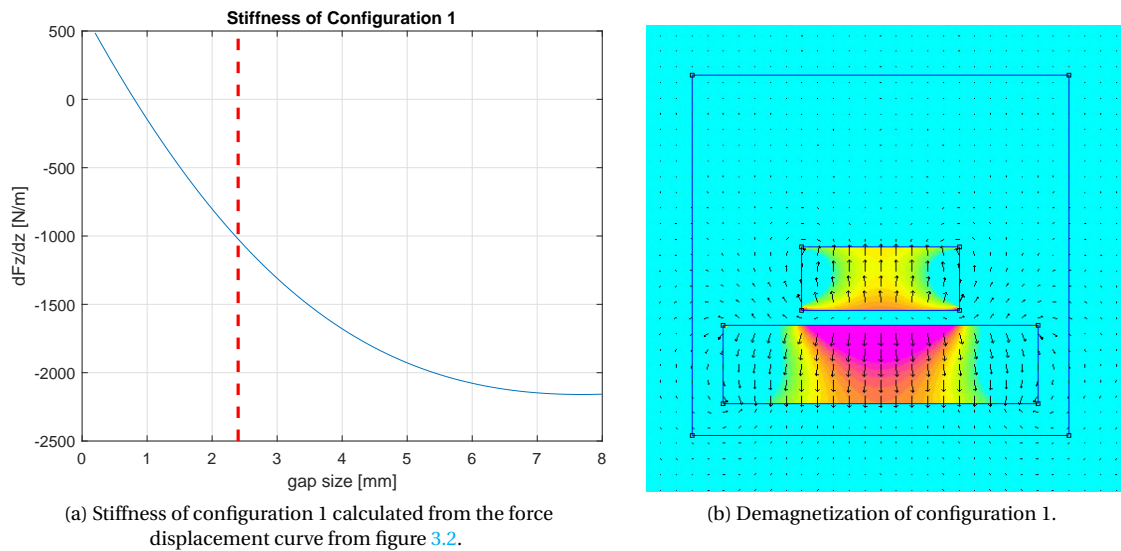 Stiffness of Configuration 1
500
0
-500
-1000
-1500
-2000
-2500
dFz/dz [N/m]
0 1 2 3 4 5 6 7 8
gap size [mm]
(a) Stiffness of configuration 1 calculated from the force
displacement curve from figure 3.2.
(b) Demagnetization of configuration 1.